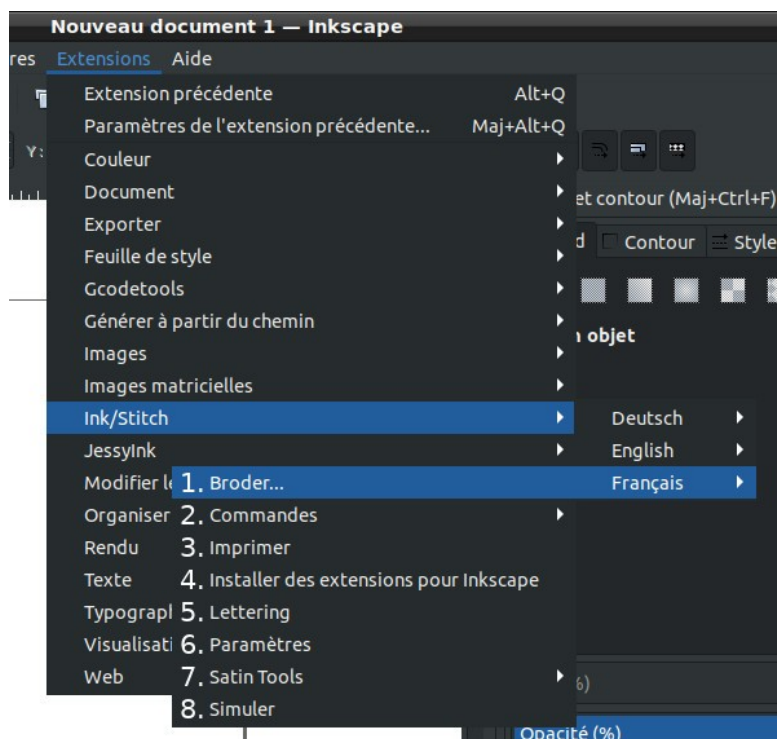 Nouveau document 1 — Inkscape
res Extensions Aide
Extension précédente Alt+Q
Paramètres de l'extension précédente... Maj+Alt+Q
Y:
Couleur
Document
et contour (Maj+Ctrl+F)
Exporter
d Contour Style
Feuille de style
Gcodetools
Générer à partir du chemin
n objet
Images
Images matricielles
Ink/Stitch Deutsch
JessyInk English
Modifier le 1. Broder... Français
Organiser 2. Commandes
Rendu 3. Imprimer
Texte 4. Installer des extensions pour Inkscape
Typograph 5. Lettering
Visualisati 6. Paramètres
Web 7. Satin Tools
%)
8. Simuler
Opacité (%)